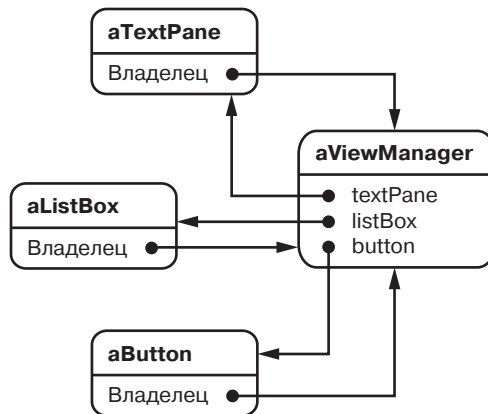 aTextPane
Владелец
aViewManager
textPane
listBox
button
aListBox
Владелец
aButton
Владелец